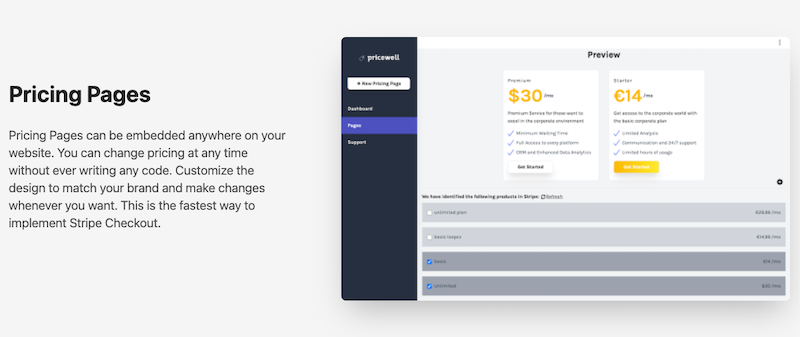 Pricing Pages
Pricing Pages can be embedded anywhere on your
website. You can change pricing at any time
without ever writing any code. Customize the
design to match your brand and make changes
whenever you want. This is the fastest way to
implement Stripe Checkout.
pricewell
+ New Pricing Page
Dashboard
Pages
Support
Preview
Premium
$30 /mo
Premium Service for those want to
excel in the corporate environment
Minimum Waiting Time
Full Access to every platform
CRM and Enhanced Data Analytics
Get Started
Starter
€14 /mo
Get access to the corporate world with
the basic corporate plan
Limited Analysis
Communication and 24/7 support
Limited hours of usage
Get Started
We have identified the following products in Stripe: Refresh
unlimited plan
/mo
basic
/mo
basic
€14 /mo
unlimited
$30 /mo